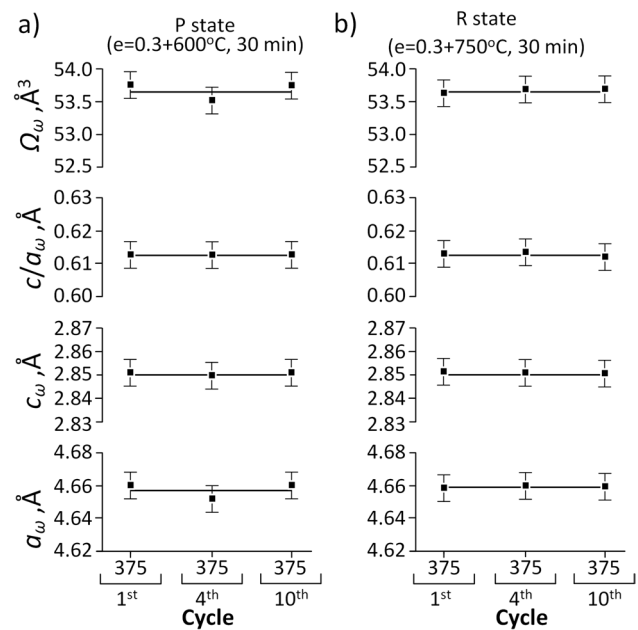 a)
P state
(e=0.3+600°C, 30 min)
b)
R state
(e=0.3+750°C, 30 min)
Ωω ,Å³
54.0
53.5
53.0
52.5
54.0
53.5
53.0
52.5
c/aω ,Å
0.63
0.62
0.61
0.60
0.63
0.62
0.61
0.60
cω ,Å
2.87
2.86
2.85
2.84
2.83
2.87
2.86
2.85
2.84
2.83
aω ,Å
4.68
4.66
4.64
4.62
4.68
4.66
4.64
4.62
375 375 375
375 375 375
1st 4th 10th
1st 4th 10th
Cycle
Cycle